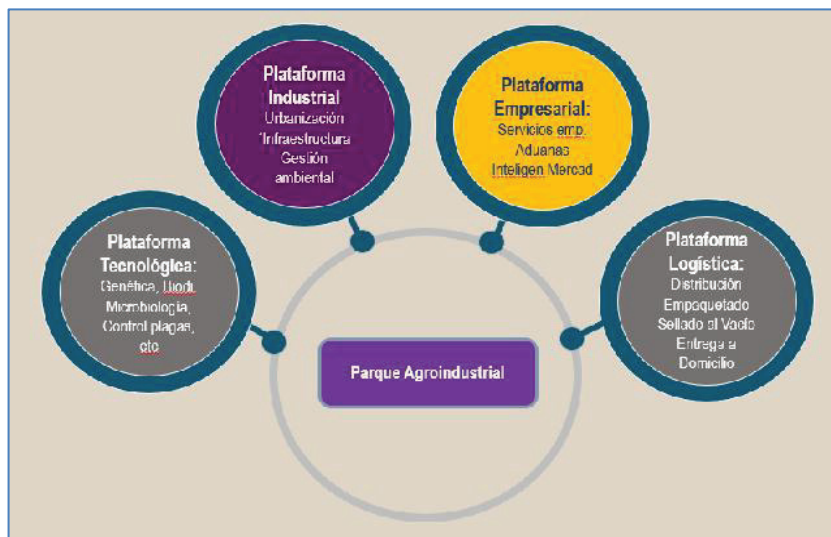 Plataforma
Tecnológica:
Genética, Biodi,
Microbiología,
Control plagas,
etc
Plataforma
Industrial
Urbanización
Infraestructura
Gestión
ambiental
Plataforma
Empresarial:
Servicios emp.
Aduanas
Inteligen Mercad
Plataforma
Logística:
Distribución
Empaquetado
Sellado al Vacío
Entrega a
Domicilio
Parque Agroindustrial